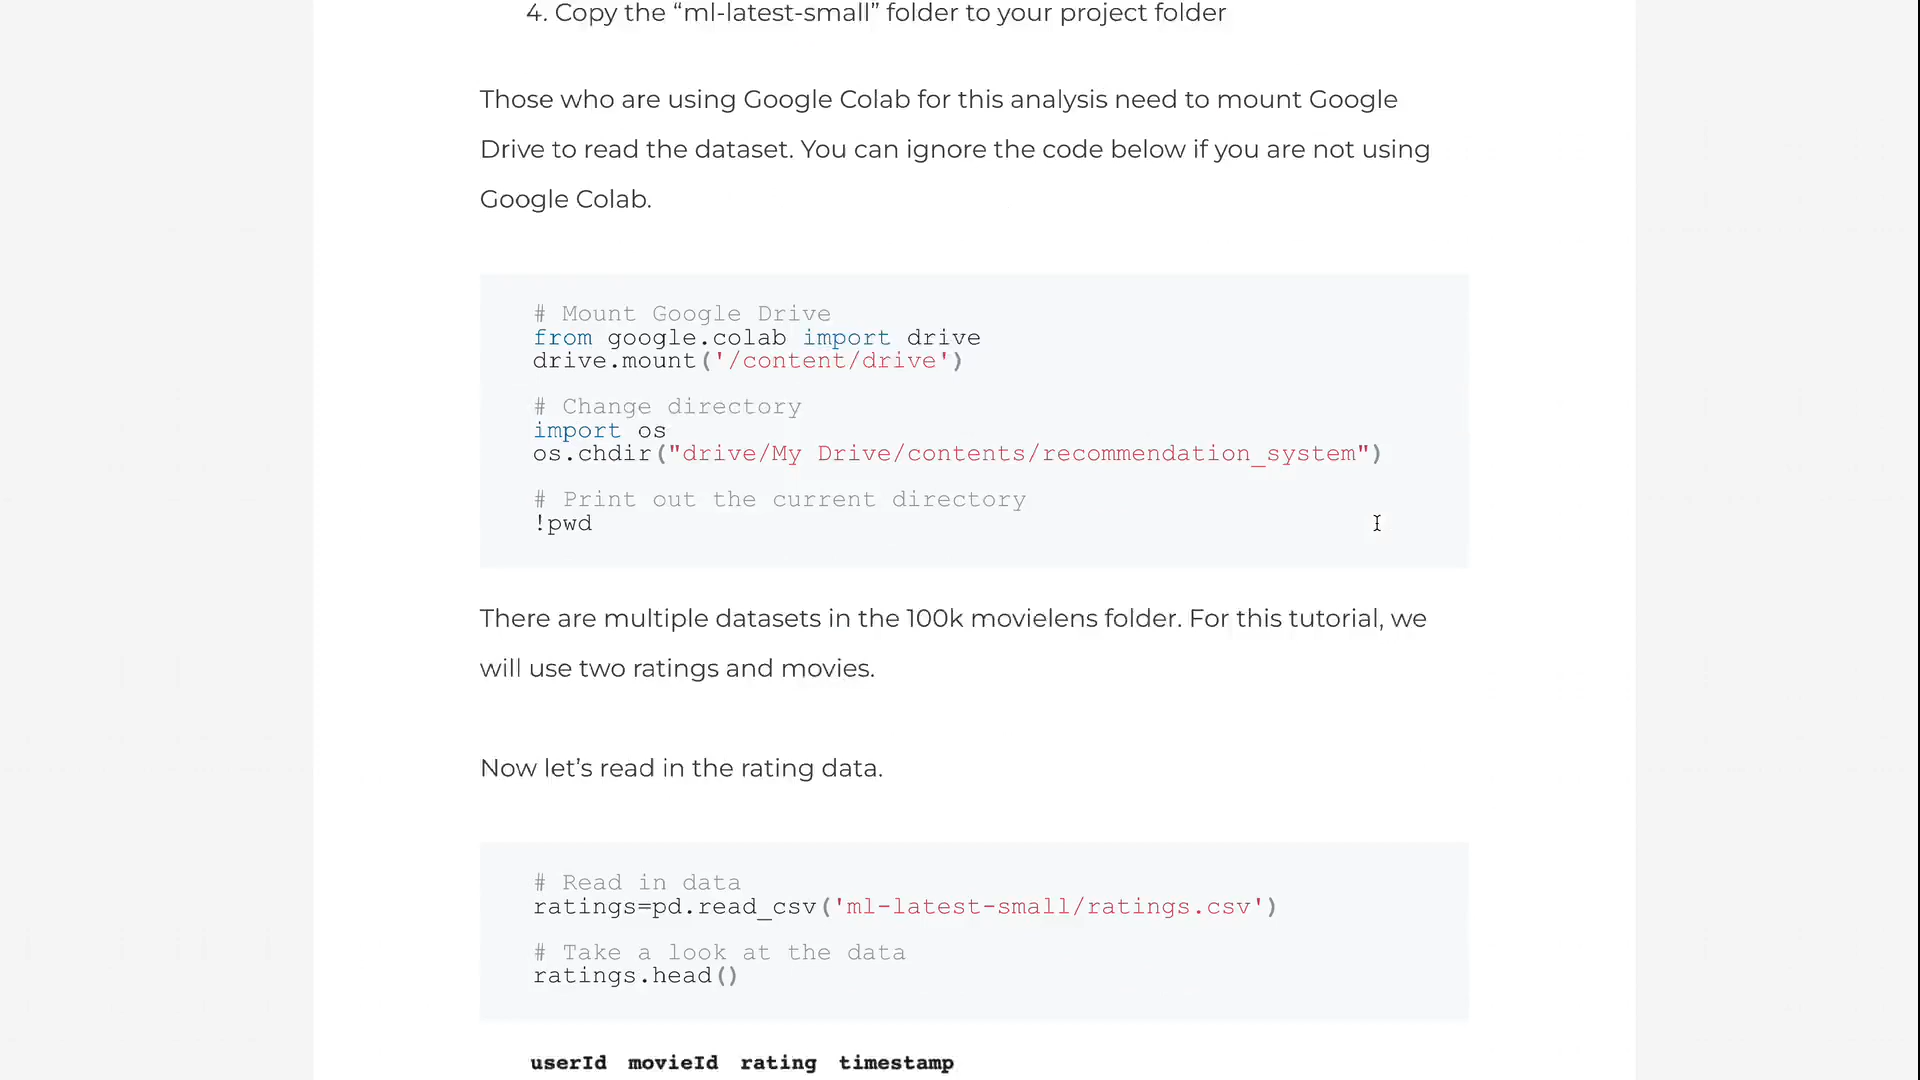 4. Copy the “ml-latest-small” folder to your project folder
Those who are using Google Colab for this analysis need to mount Google
Drive to read the dataset. You can ignore the code below if you are not using
Google Colab.
# Mount Google Drive
from google.colab import drive
drive.mount('/content/drive')
# Change directory
import os
os.chdir("drive/My Drive/contents/recommendation_system")
# Print out the current directory
!pwd
There are multiple datasets in the 100k movielens folder. For this tutorial, we
will use two ratings and movies.
Now let’s read in the rating data.
# Read in data
ratings=pd.read_csv('ml-latest-small/ratings.csv')
# Take a look at the data
ratings.head()
userId movieId rating timestamp